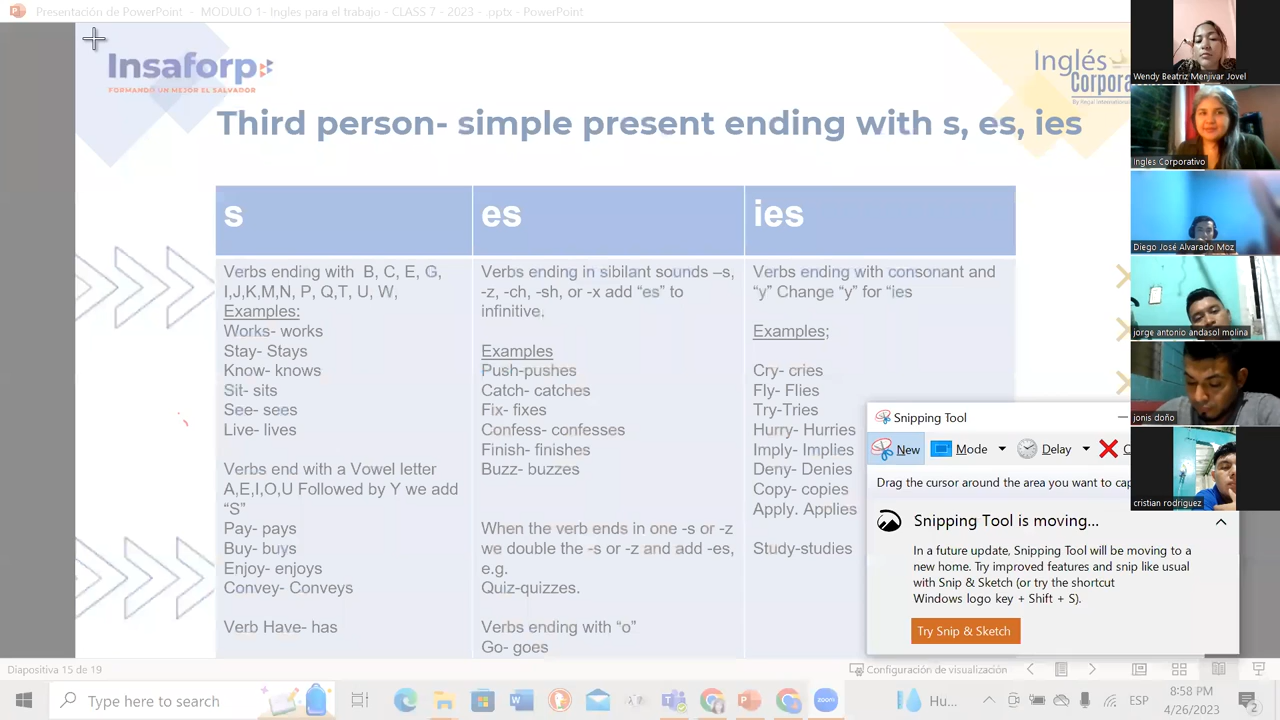 Presentación de PowerPoint - MODULO 1- Ingles para el trabajo - CLASS 7 - 2023 - .pptx - PowerPoint
Insaforp
FORMANDO UN MEJOR EL SALVADOR
Inglés
Corpora
Third person- simple present ending with s, es, ies
s
Verbs ending with B, C, E, G,
I,J,K,M,N, P, Q,T, U, W,
Examples:
Works- works
Stay- Stays
Know- knows
Sit- sits
See- sees
Live- lives
Verbs end with a Vowel letter
A,E,I,O,U Followed by Y we add
“S”
Pay- pays
Buy- buys
Enjoy- enjoys
Convey- Conveys
Verb Have- has
es
Verbs ending in sibilant sounds –s,
-z, -ch, -sh, or -x add “es” to
infinitive.
Examples
Push-pushes
Catch- catches
Fix- fixes
Confess- confesses
Finish- finishes
Buzz- buzzes
When the verb ends in one -s or -z
we double the -s or -z and add -es,
e.g.
Quiz-quizzes.
Verbs ending with “o”
Go- goes
ies
Verbs ending with consonant and
“y” Change “y” for “ies
Examples;
Cry- cries
Fly- Flies
Try-Tries
Hurry- Hurries
Imply- Implies
Deny- Denies
Copy- copies
Apply. Applies
Study-studies
Snipping Tool
New Mode Delay C
Drag the cursor around the area you want to cap
Snipping Tool is moving...
In a future update, Snipping Tool will be moving to a
new home. Try improved features and snip like usual
with Snip & Sketch (or try the shortcut
Windows logo key + Shift + S).
Try Snip & Sketch
Wendy Beatriz Menjivar Jovel
Ingles Corporativo
Diego José Alvarado Moz
jorge antonio andasol molina
jonis doño
cristian rodriguez
Diapositiva 15 de 19
Configuración de visualización
Type here to search
Hu...
ESP
8:58 PM
4/26/2023
2